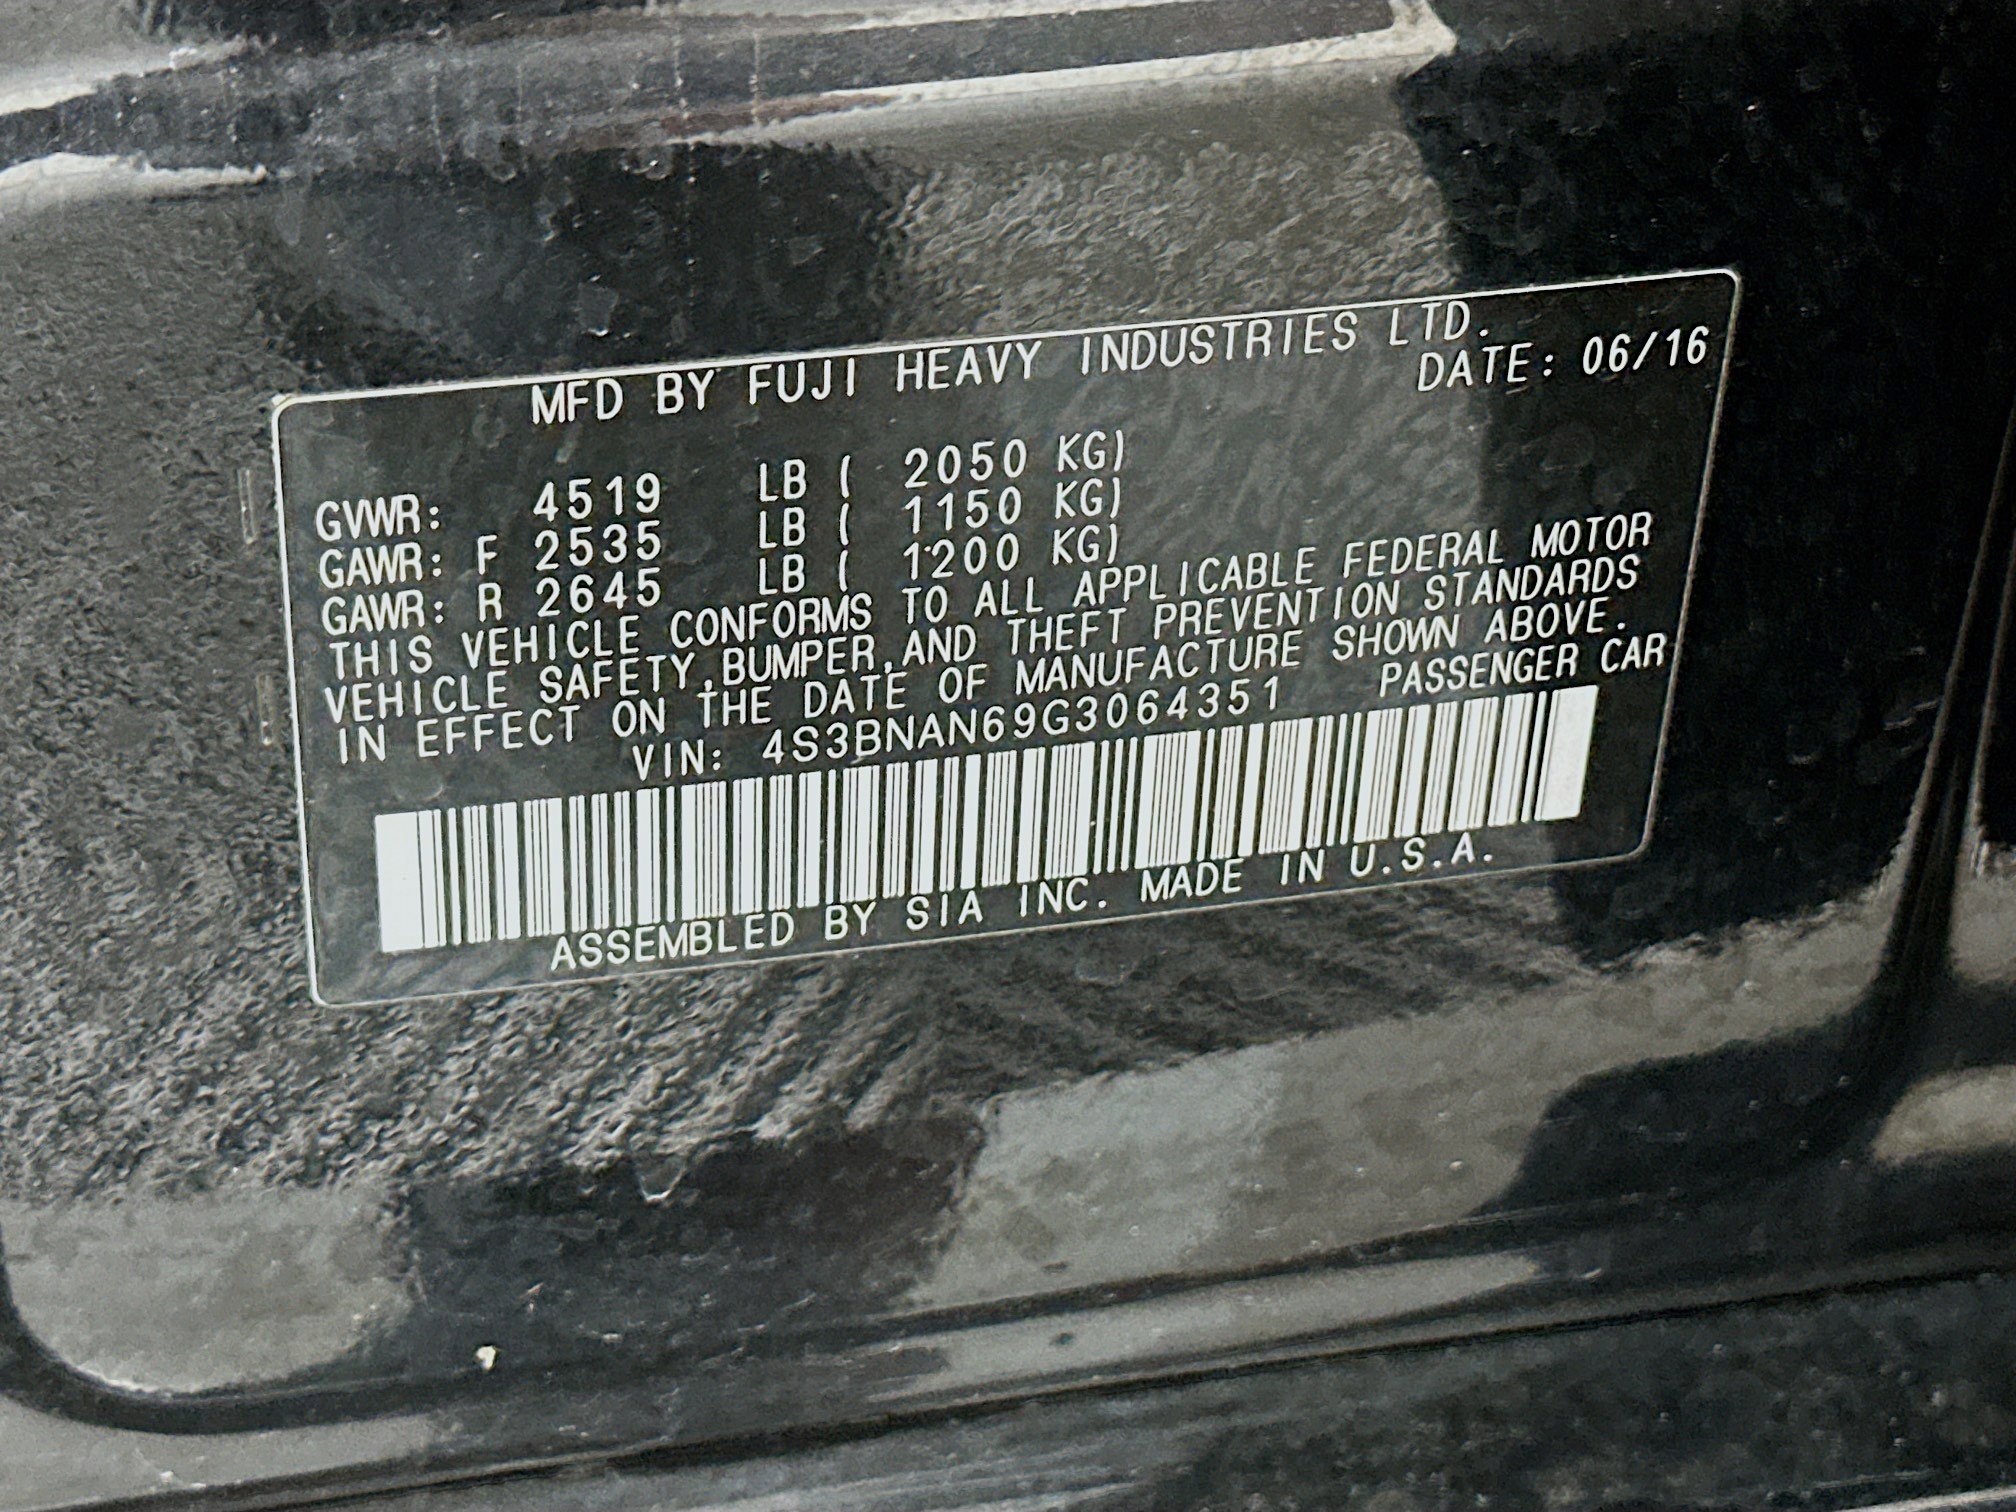 MFD BY FUJI HEAVY INDUSTRIES LTD.
DATE: 06/16
GVWR: 4519 LB ( 2050 KG)
GAWR: F 2535 LB ( 1150 KG)
GAWR: R 2645 LB ( 1200 KG)
THIS VEHICLE CONFORMS TO ALL APPLICABLE FEDERAL MOTOR
VEHICLE SAFETY,BUMPER,AND THEFT PREVENTION STANDARDS
IN EFFECT ON THE DATE OF MANUFACTURE SHOWN ABOVE.
VIN: 4S3BNAN69G3064351 PASSENGER CAR
ASSEMBLED BY SIA INC. MADE IN U.S.A.